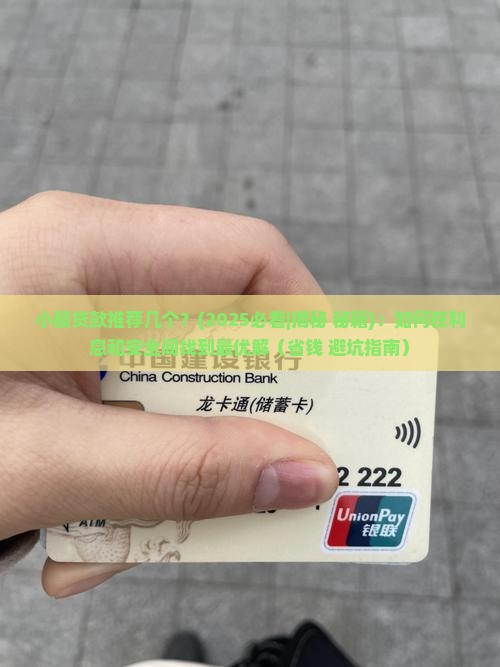 小融贷款推荐几个？(2025必看|揭秘 秘籍)：如何在利
息和安全间找到最优解（省钱 避坑指南）
中国建设银行
China Construction Bank
龙卡通(储蓄卡)
2 222
ATM
UnionPay
银联